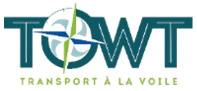 TOWT
TRANSPORT À LA VOILE